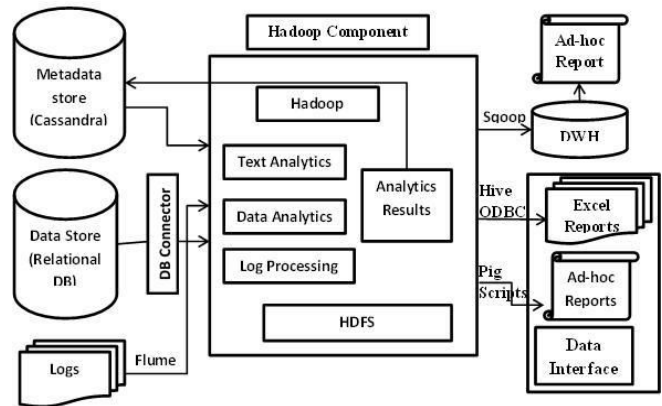 Hadoop Component
Metadata
store
(Cassandra)
Data Store
(Relational
DB)
DB Connector
Logs
Flume
Hadoop
Text Analytics
Data Analytics
Log Processing
Analytics
Results
HDFS
Sqoop
Ad-hoc
Report
DWH
Hive
ODBC
Excel
Reports
Pig
Scripts
Ad-hoc
Reports
Data
Interface